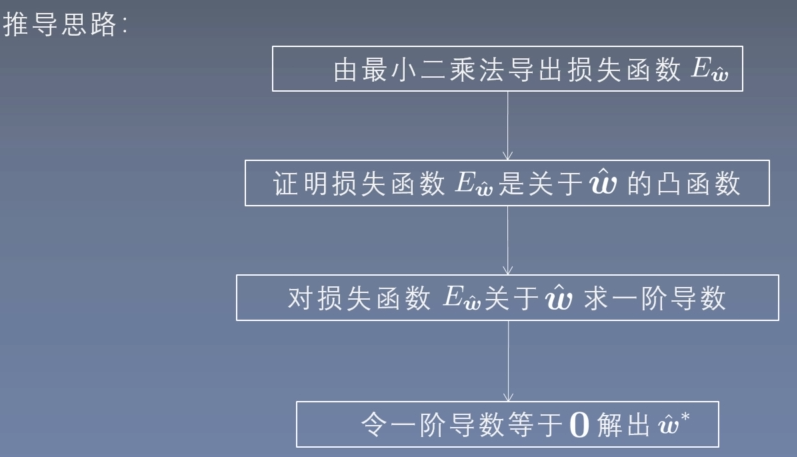 推导思路:
由最小二乘法导出损失函数 $E_{\hat{\boldsymbol{w}}}$
证明损失函数 $E_{\hat{\boldsymbol{w}}}$是关于 $\hat{\boldsymbol{w}}$ 的凸函数
对损失函数 $E_{\hat{\boldsymbol{w}}}$关于 $\hat{\boldsymbol{w}}$ 求一阶导数
令一阶导数等于 $\mathbf{0}$ 解出 $\hat{\boldsymbol{w}}^*$